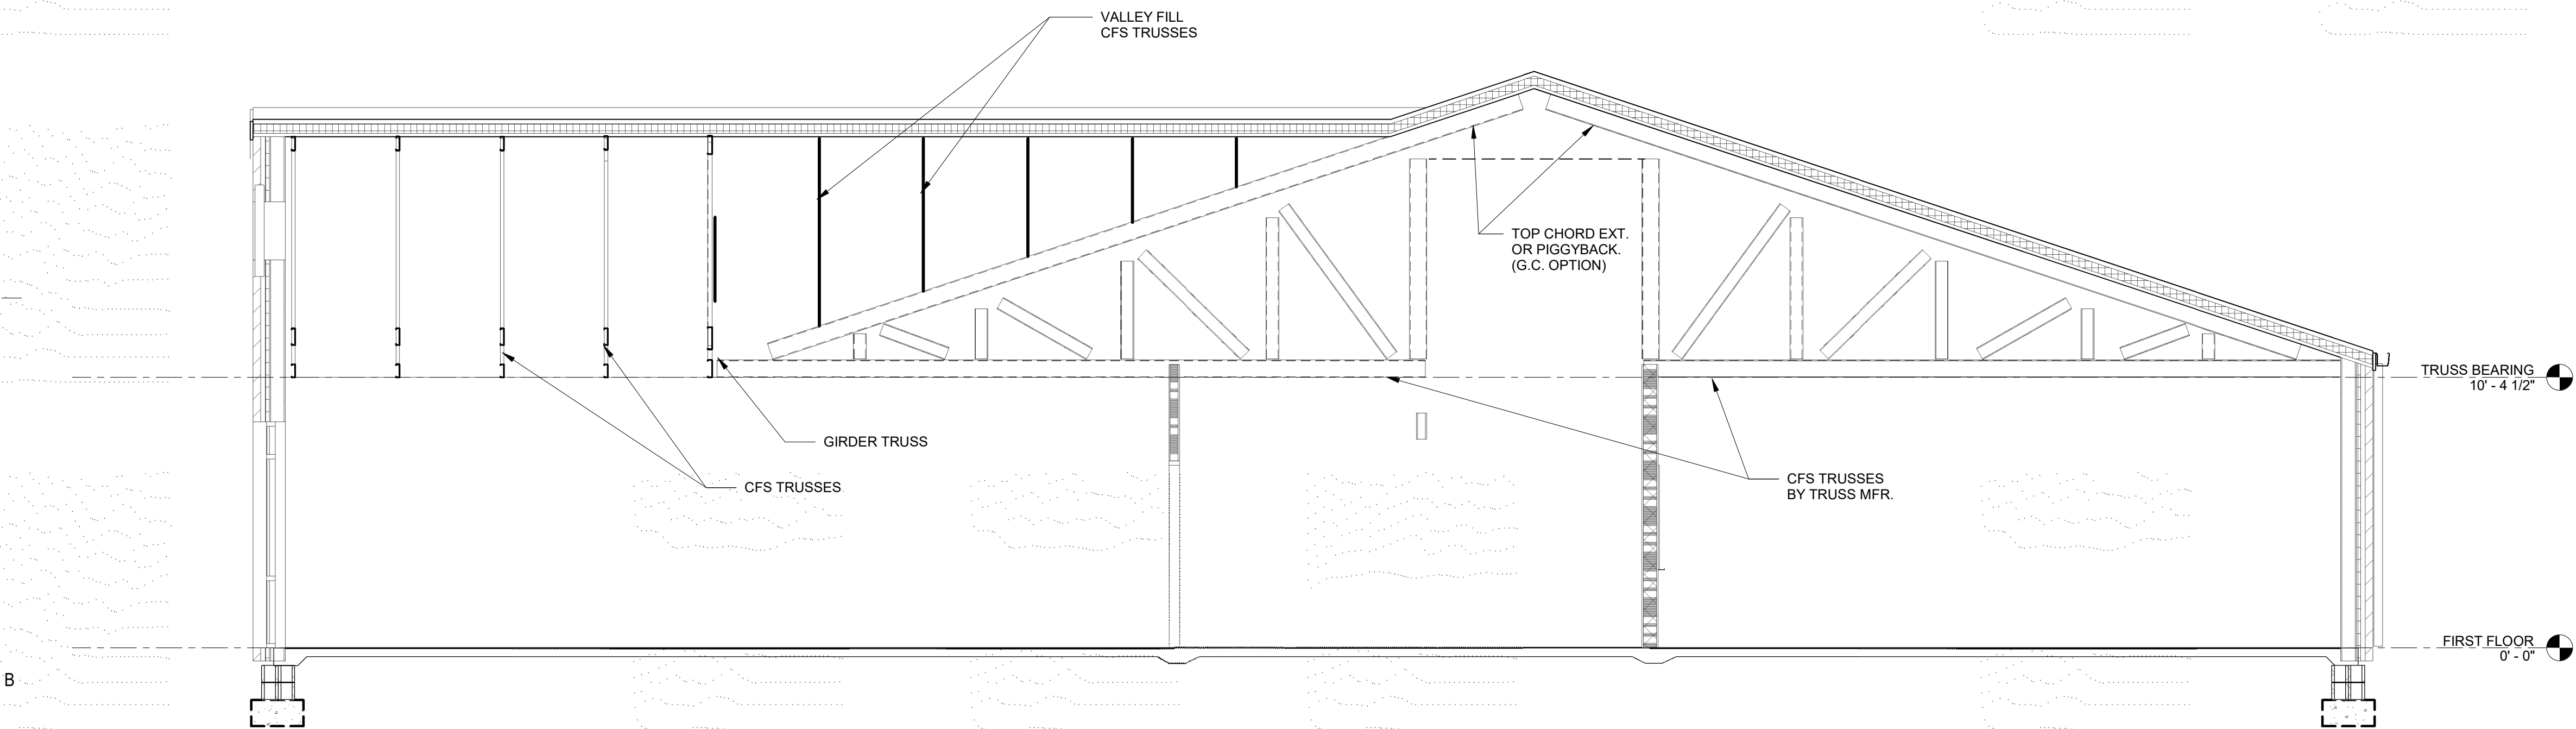 VALLEY FILL
CFS TRUSSES
TOP CHORD EXT.
OR PIGGYBACK.
(G.C. OPTION)
TRUSS BEARING
10' - 4 1/2"
GIRDER TRUSS
CFS TRUSSES
CFS TRUSSES
BY TRUSS MFR.
FIRST FLOOR
0' - 0"
B